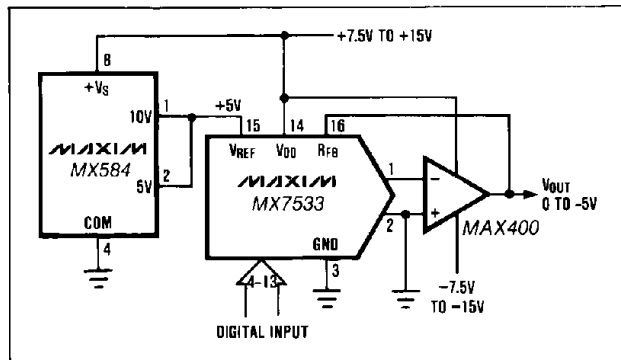 +7.5V TO +15V
8
+VS
10V
1
+5V
15
14
16
VREF
VDD
RFB
MAXIM
MX584
MAXIM
MX7533
2
5V
COM
4
1
−
2
+
MAX400
VOUT
0 TO -5V
GND
3
4-13
−7.5V
TO −15V
DIGITAL INPUT